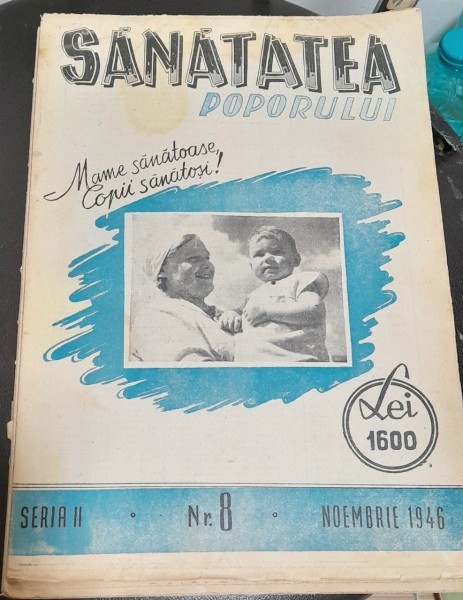 SĂNĂTATEA
POPORULUI
Mame sănătoase,
Copii sănătoși!
Lei
1600
SERIA II • Nr. 8 • NOEMBRIE 1946